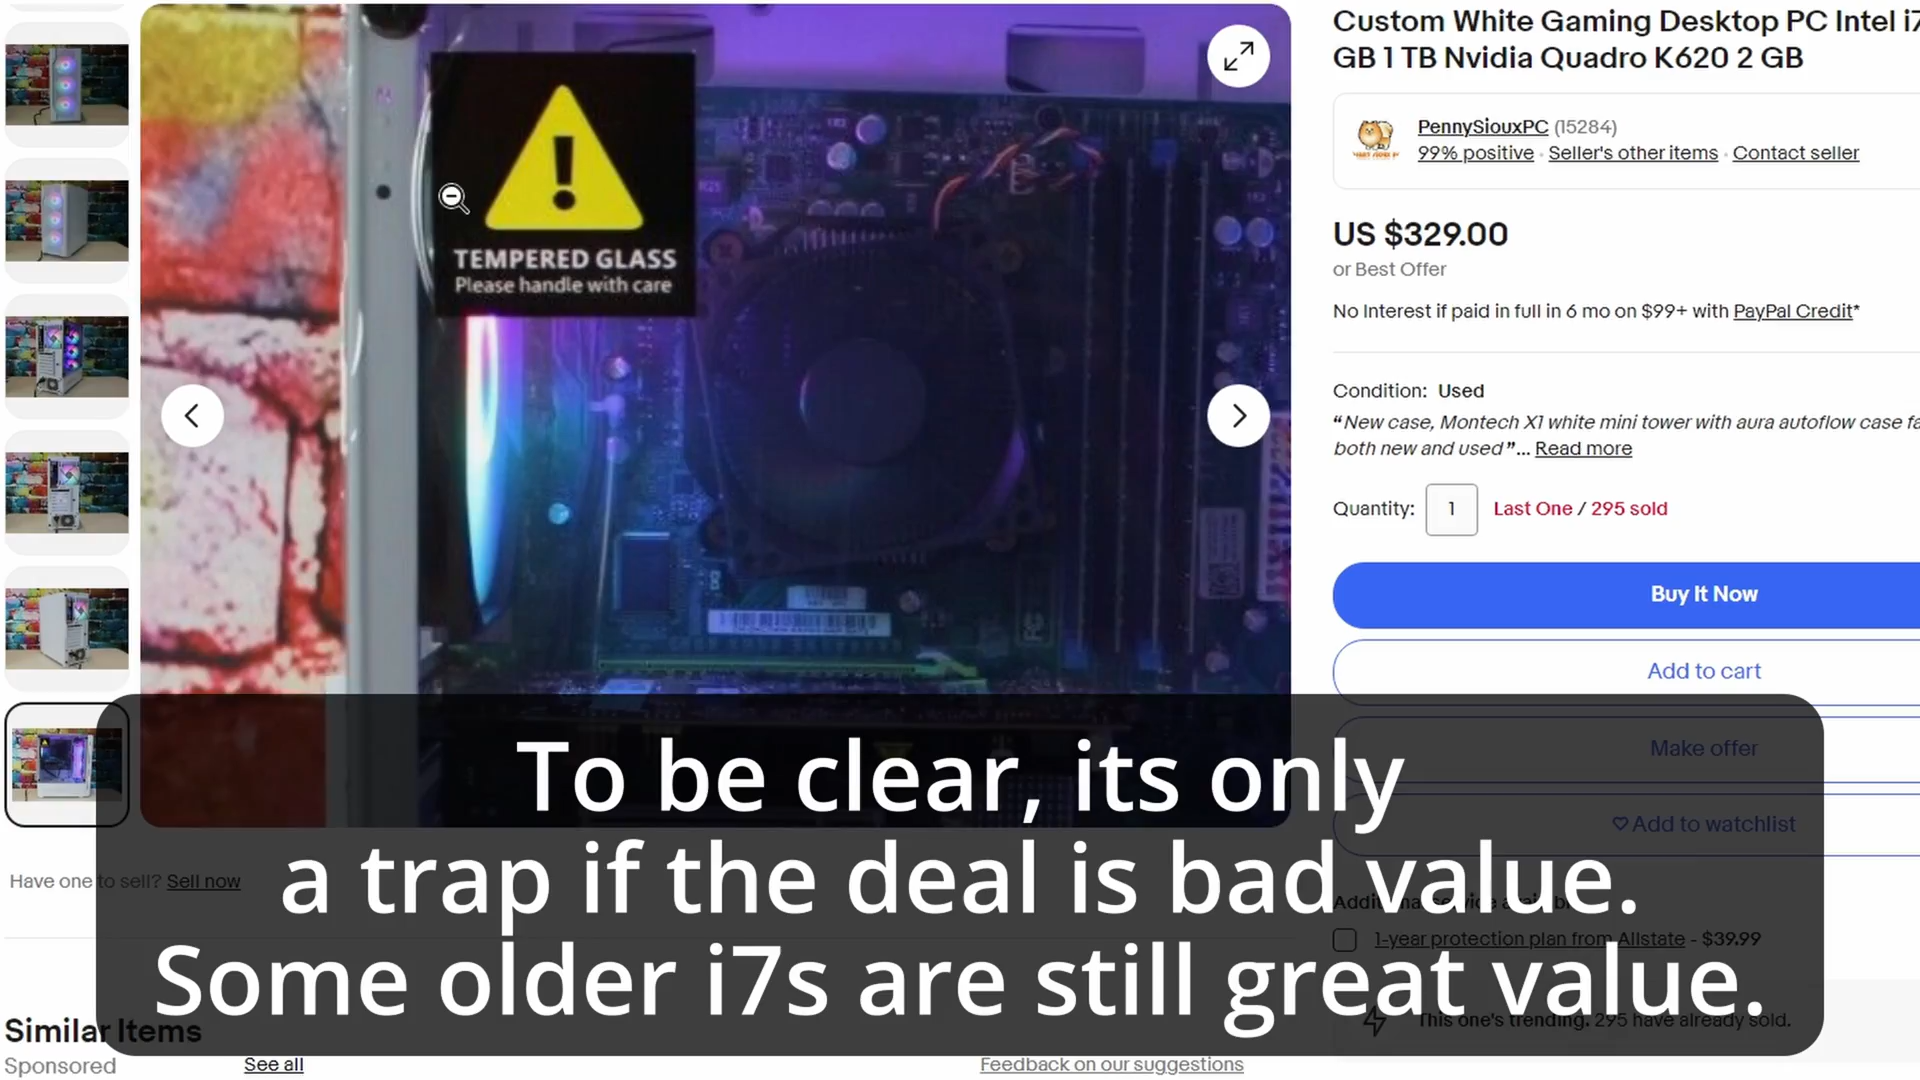 Custom White Gaming Desktop PC Intel i7
GB 1 TB Nvidia Quadro K620 2 GB
PennySiouxPC (15284)
99% positive · Seller's other items · Contact seller
US $329.00
or Best Offer
No Interest if paid in full in 6 mo on $99+ with PayPal Credit*
Condition: Used
“New case, Montech X1 white mini tower with aura autoflow case fa
both new and used”... Read more
Quantity: 1 Last One / 295 sold
Buy It Now
Add to cart
Make offer
Add to watchlist
1-year protection plan from Allstate - $39.99
This one's trending. 295 have already sold.
TEMPERED GLASS
Please handle with care
To be clear, its only
a trap if the deal is bad value.
Some older i7s are still great value.
Have one to sell? Sell now
Similar Items
Sponsored
See all
Feedback on our suggestions